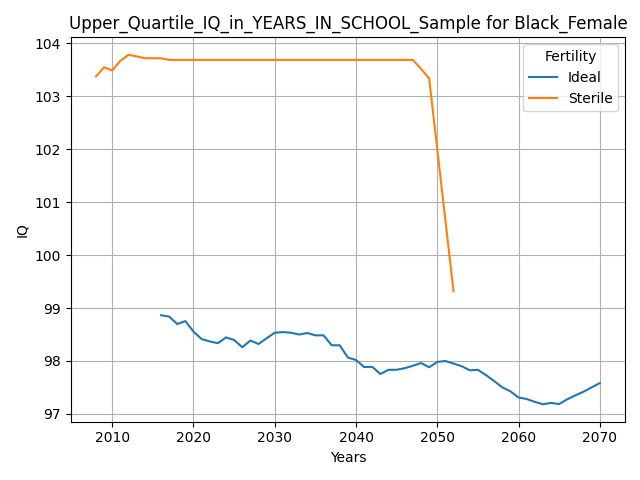 Upper_Quartile_IQ_in_YEARS_IN_SCHOOL_Sample for Black_Female
104
103
102
101
100
99
98
97
IQ
Fertility
Ideal
Sterile
2010 2020 2030 2040 2050 2060 2070
Years